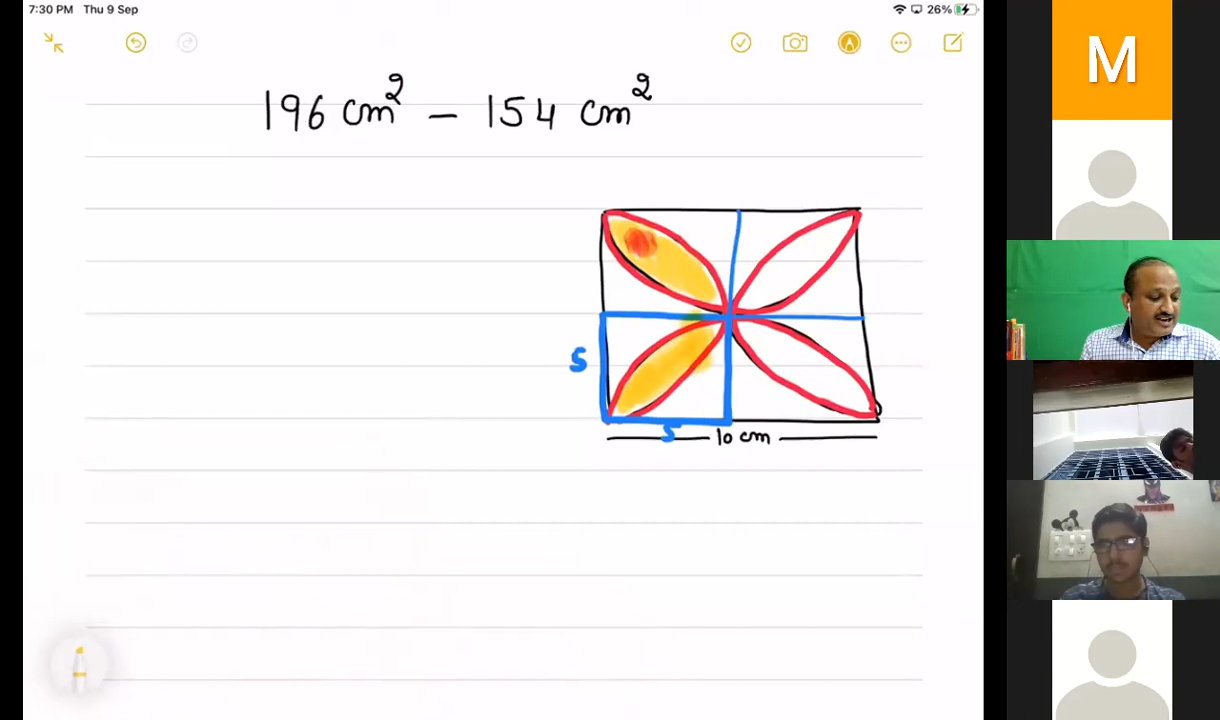 7:30 PM Thu 9 Sep
26%
M
196 cm² - 154 cm²
5
5
10 cm